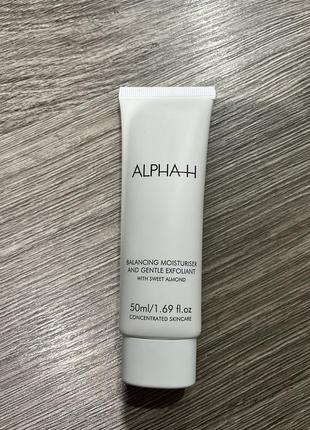 ALPHA-H
BALANCING MOISTURISER
AND GENTLE EXFOLIANT
WITH SWEET ALMOND
50ml/1.69 fl.oz
CONCENTRATED SKINCARE